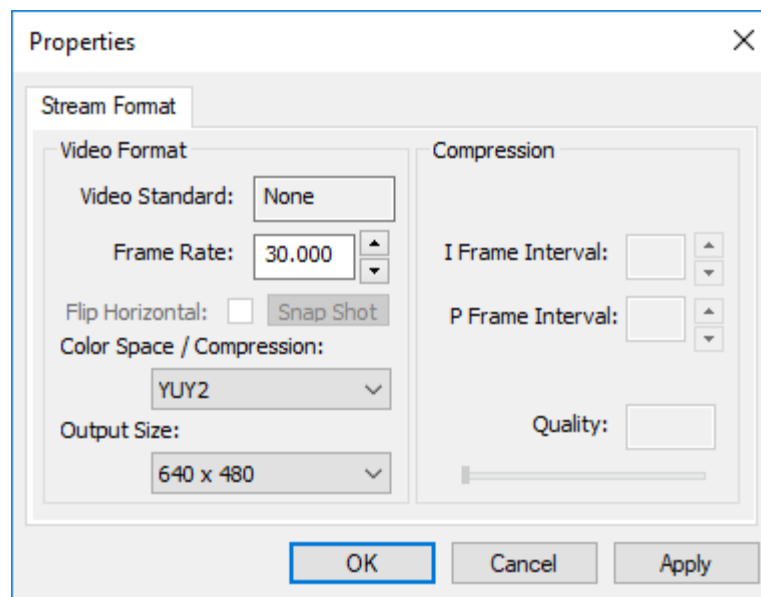 Properties
Stream Format
Video Format
Video Standard: None
Frame Rate: 30.000
Flip Horizontal: Snap Shot
Color Space / Compression:
YUY2
Output Size:
640 x 480
Compression
I Frame Interval:
P Frame Interval:
Quality:
OK Cancel Apply